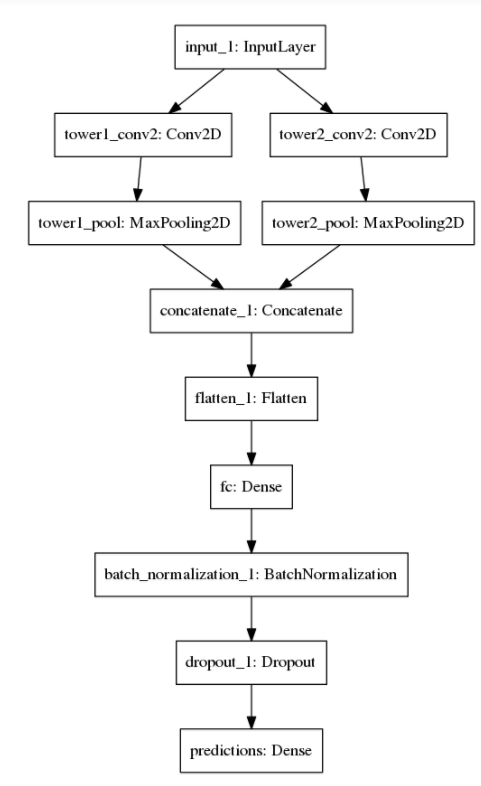 input_1: InputLayer
tower1_conv2: Conv2D
tower2_conv2: Conv2D
tower1_pool: MaxPooling2D
tower2_pool: MaxPooling2D
concatenate_1: Concatenate
flatten_1: Flatten
fc: Dense
batch_normalization_1: BatchNormalization
dropout_1: Dropout
predictions: Dense